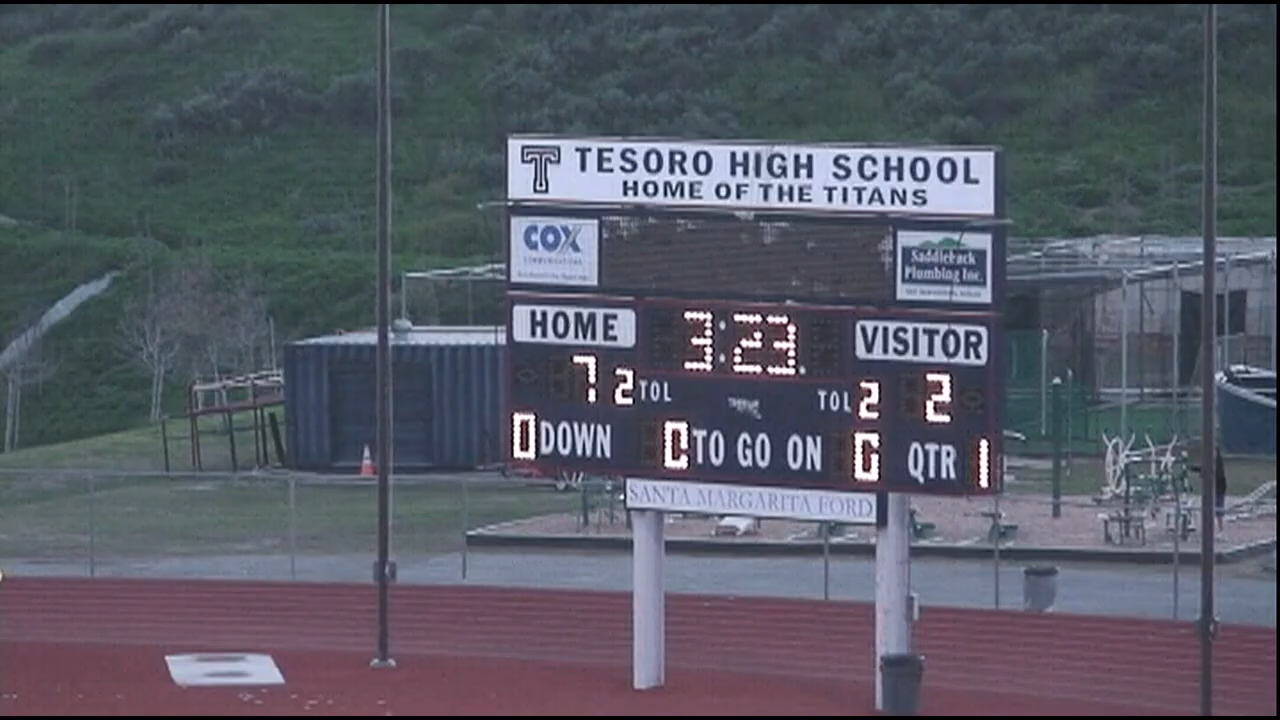 T TESORO HIGH SCHOOL
HOME OF THE TITANS
COX
COMMUNICATIONS
Saddleback
Plumbing Inc.
HOME 3:23 VISITOR
7 2 TOL TOL 2 2
0 DOWN 0 TO GO ON 0 QTR 1
SANTA MARGARITA FORD